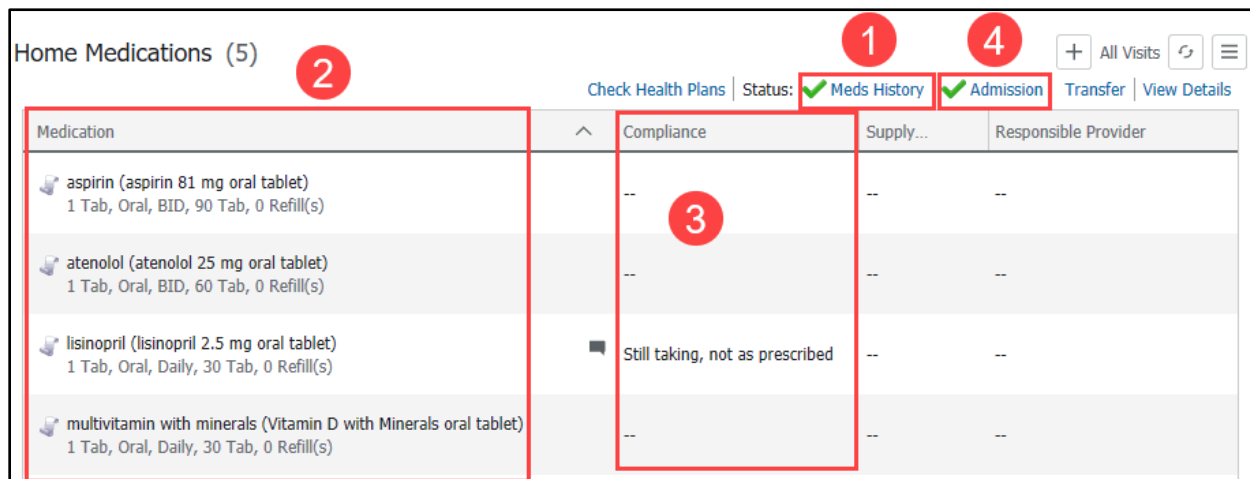 Home Medications (5)
2
1
4
+ All Visits
Check Health Plans | Status: Meds History Admission Transfer | View Details
Medication Compliance Supply... Responsible Provider
aspirin (aspirin 81 mg oral tablet)
1 Tab, Oral, BID, 90 Tab, 0 Refill(s)
-- -- --
3
atenolol (atenolol 25 mg oral tablet)
1 Tab, Oral, BID, 60 Tab, 0 Refill(s)
-- -- --
lisinopril (lisinopril 2.5 mg oral tablet)
1 Tab, Oral, Daily, 30 Tab, 0 Refill(s)
Still taking, not as prescribed -- --
multivitamin with minerals (Vitamin D with Minerals oral tablet)
1 Tab, Oral, Daily, 30 Tab, 0 Refill(s)
-- -- --